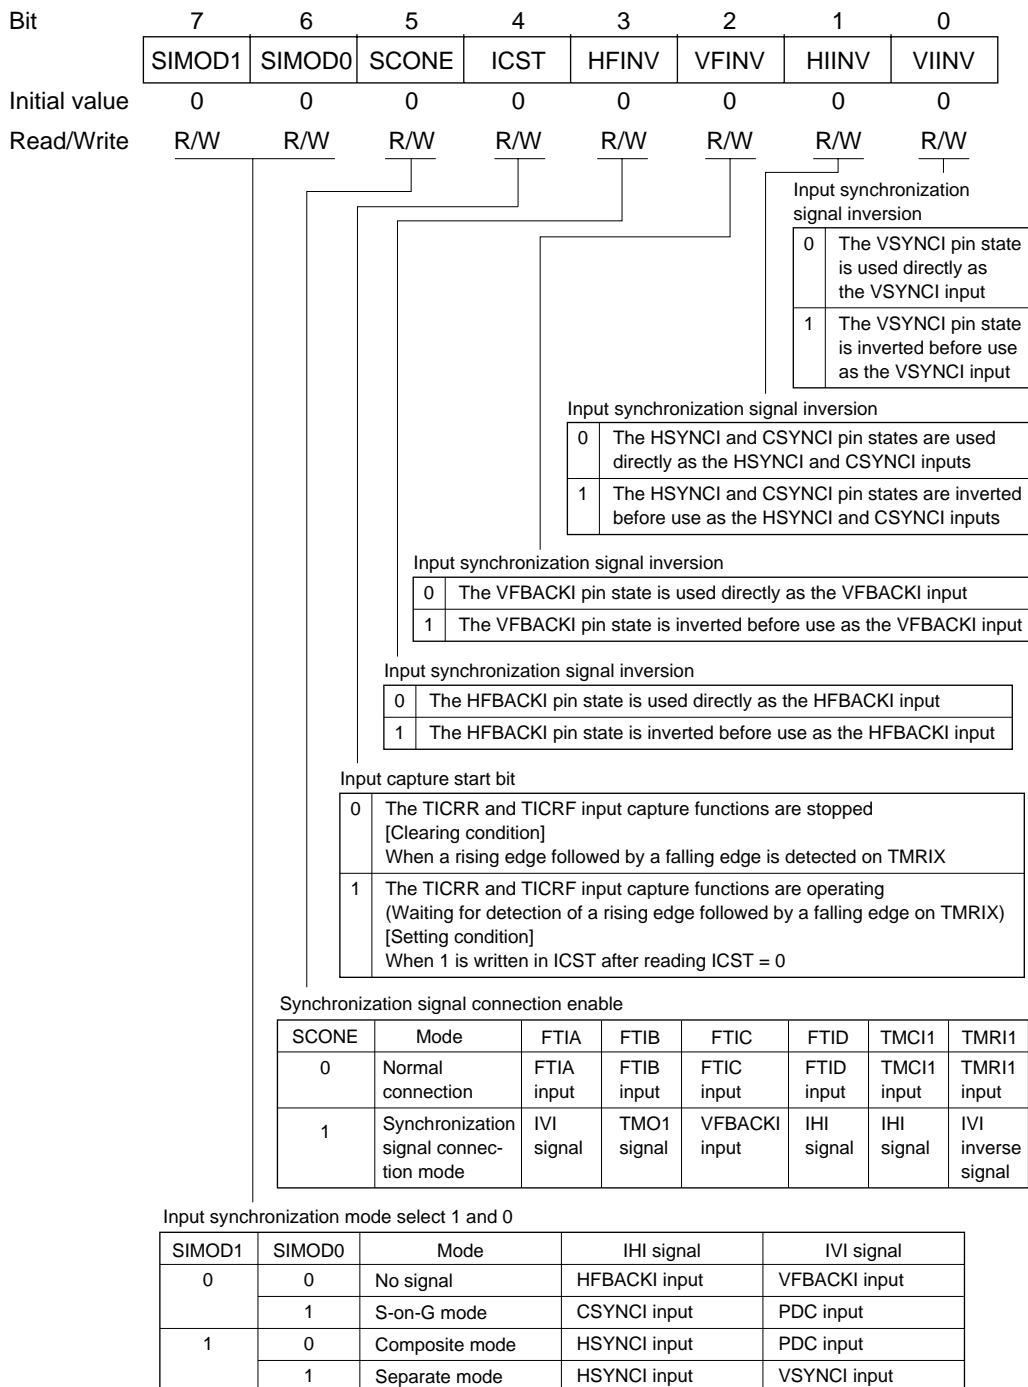 Bit 7 6 5 4 3 2 1 0
SIMOD1 SIMOD0 SCONE ICST HFINV VFINV HIINV VIINV
Initial value 0 0 0 0 0 0 0 0
Read/Write R/W R/W R/W R/W R/W R/W R/W R/W
Input synchronization
signal inversion
0 The VSYNCI pin state
is used directly as
the VSYNCI input
1 The VSYNCI pin state
is inverted before use
as the VSYNCI input
Input synchronization signal inversion
0 The HSYNCI and CSYNCI pin states are used
directly as the HSYNCI and CSYNCI inputs
1 The HSYNCI and CSYNCI pin states are inverted
before use as the HSYNCI and CSYNCI inputs
Input synchronization signal inversion
0 The VFBACKI pin state is used directly as the VFBACKI input
1 The VFBACKI pin state is inverted before use as the VFBACKI input
Input synchronization signal inversion
0 The HFBACKI pin state is used directly as the HFBACKI input
1 The HFBACKI pin state is inverted before use as the HFBACKI input
Input capture start bit
0 The TICRR and TICRF input capture functions are stopped
[Clearing condition]
When a rising edge followed by a falling edge is detected on TMRIX
1 The TICRR and TICRF input capture functions are operating
(Waiting for detection of a rising edge followed by a falling edge on TMRIX)
[Setting condition]
When 1 is written in ICST after reading ICST = 0
Synchronization signal connection enable
SCONE Mode FTIA FTIB FTIC FTID TMCI1 TMRI1
0 Normal FTIA FTIB FTIC FTID TMCI1 TMRI1
connection input input input input input input
1 Synchronization IVI TMO1 VFBACKI IHI IHI IVI
signal connec- signal signal input signal signal inverse
tion mode signal
Input synchronization mode select 1 and 0
SIMOD1 SIMOD0 Mode IHI signal IVI signal
0 0 No signal HFBACKI input VFBACKI input
1 S-on-G mode CSYNCI input PDC input
1 0 Composite mode HSYNCI input PDC input
1 Separate mode HSYNCI input VSYNCI input